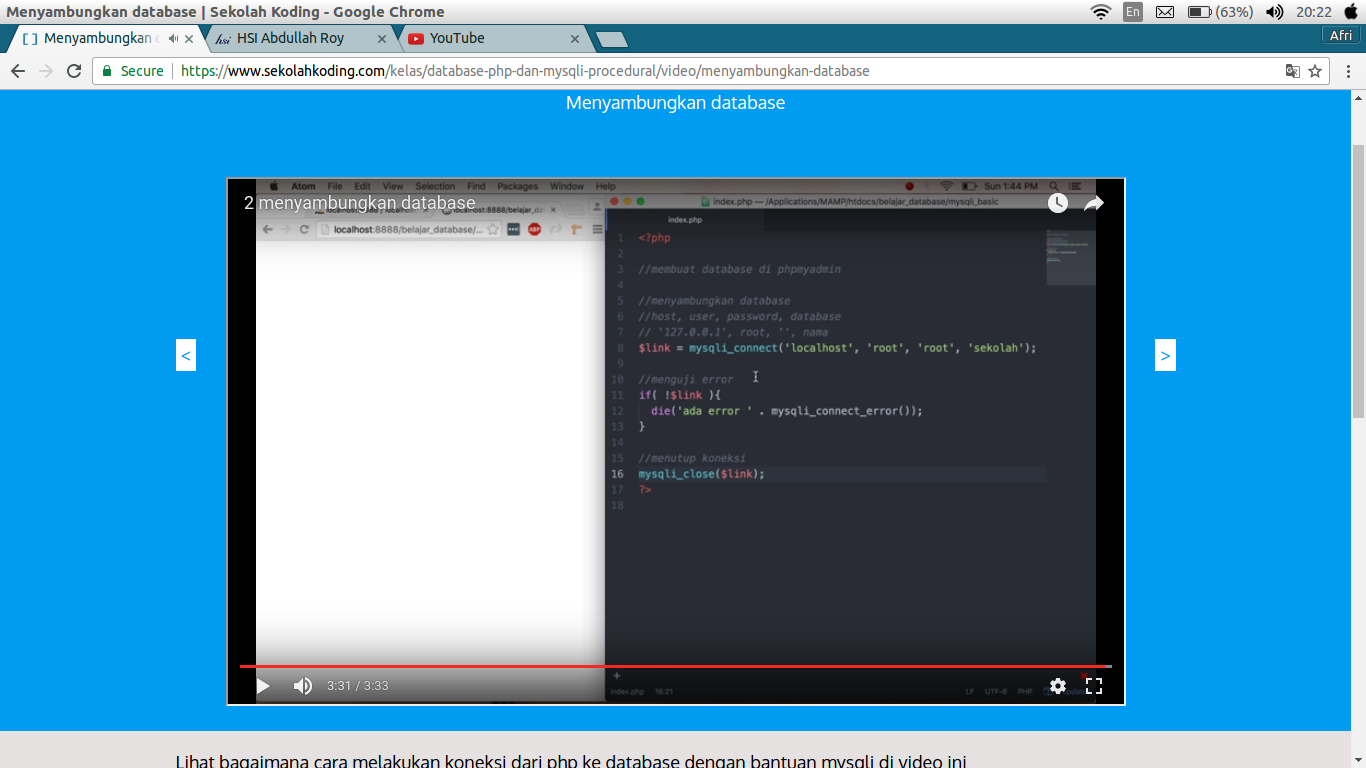 Menyambungkan database | Sekolah Koding - Google Chrome
En
(63%)
20:22
Menyambungkan
HSI Abdullah Roy
YouTube
Afri
Secure
https://www.sekolahkoding.com/kelas/database-php-dan-mysqli-procedural/video/menyambungkan-database
Menyambungkan database
Atom File Edit View Selection Find Packages Window Help
Sun 1:44 PM
2 menyambungkan database
index.php — /Applications/MAMP/htdocs/belajar_database/mysqli_basic
localhost:8888/belajar_database/...
ABP
index.php
1 <?php
2
3 //membuat database di phpmyadmin
4
5 //menyambungkan database
6 //host, user, password, database
7 // '127.0.0.1', root, '', nama
8 $link = mysqli_connect('localhost', 'root', 'root', 'sekolah');
9
10 //menguji error
11 if( !$link ){
12 die('ada error ' . mysqli_connect_error());
13 }
14
15 //menutup koneksi
16 mysqli_close($link);
17 ?>
18
<
>
3:31 / 3:33
index.php 16:21
LF UTF-8 PHP
Lihat bagaimana cara melakukan koneksi dari php ke database dengan bantuan mysqli di video ini